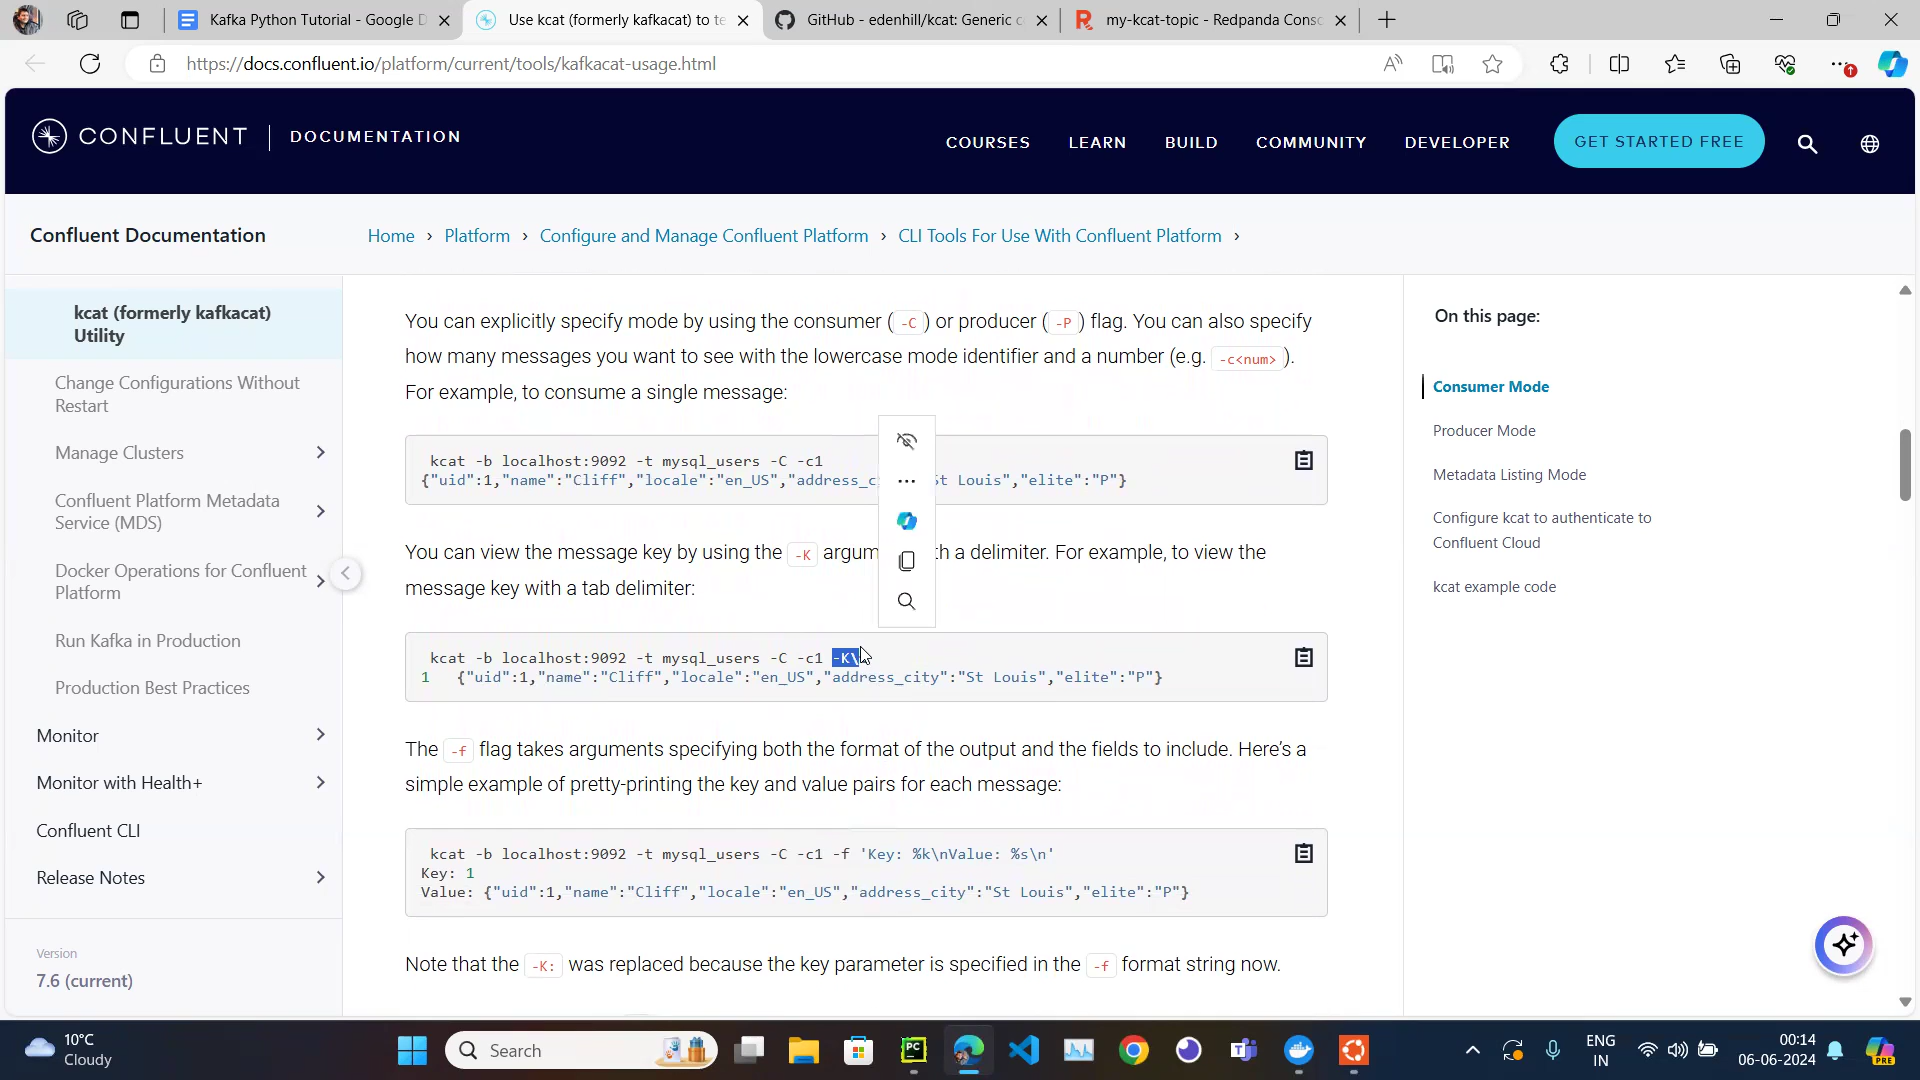 Kafka Python Tutorial - Google D
Use kcat (formerly kafkacat) to te
GitHub - edenhill/kcat: Generic c
my-kcat-topic - Redpanda Consc
https://docs.confluent.io/platform/current/tools/kafkacat-usage.html
CONFLUENT
DOCUMENTATION
COURSES
LEARN
BUILD
COMMUNITY
DEVELOPER
GET STARTED FREE
Confluent Documentation
Home › Platform › Configure and Manage Confluent Platform › CLI Tools For Use With Confluent Platform ›
kcat (formerly kafkacat)
Utility
Change Configurations Without
Restart
Manage Clusters
Confluent Platform Metadata
Service (MDS)
Docker Operations for Confluent
Platform
Run Kafka in Production
Production Best Practices
Monitor
Monitor with Health+
Confluent CLI
Release Notes
Version
7.6 (current)
You can explicitly specify mode by using the consumer ( -C ) or producer ( -P ) flag. You can also specify
how many messages you want to see with the lowercase mode identifier and a number (e.g. -c<num> ).
For example, to consume a single message:
kcat -b localhost:9092 -t mysql_users -C -c1
{"uid":1,"name":"Cliff","locale":"en_US","address_c St Louis","elite":"P"}
You can view the message key by using the -K argum th a delimiter. For example, to view the
message key with a tab delimiter:
kcat -b localhost:9092 -t mysql_users -C -c1 -K\
1 {"uid":1,"name":"Cliff","locale":"en_US","address_city":"St Louis","elite":"P"}
The -f flag takes arguments specifying both the format of the output and the fields to include. Here's a
simple example of pretty-printing the key and value pairs for each message:
kcat -b localhost:9092 -t mysql_users -C -c1 -f 'Key: %k\nValue: %s\n'
Key: 1
Value: {"uid":1,"name":"Cliff","locale":"en_US","address_city":"St Louis","elite":"P"}
Note that the -K: was replaced because the key parameter is specified in the -f format string now.
On this page:
Consumer Mode
Producer Mode
Metadata Listing Mode
Configure kcat to authenticate to
Confluent Cloud
kcat example code
10°C
Cloudy
Search
PC
ENG
IN
00:14
06-06-2024
PRE